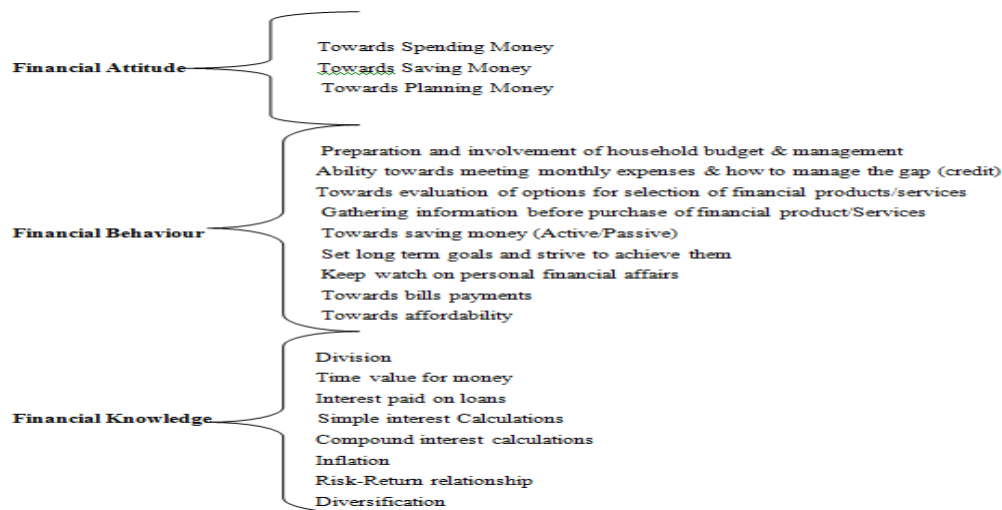 Financial Attitude
Towards Spending Money
Towards Saving Money
Towards Planning Money
Financial Behaviour
Preparation and involvement of household budget & management
Ability towards meeting monthly expenses & how to manage the gap (credit)
Towards evaluation of options for selection of financial products/services
Gathering information before purchase of financial product/Services
Towards saving money (Active/Passive)
Set long term goals and strive to achieve them
Keep watch on personal financial affairs
Towards bills payments
Towards affordability
Financial Knowledge
Division
Time value for money
Interest paid on loans
Simple interest Calculations
Compound interest calculations
Inflation
Risk-Return relationship
Diversification